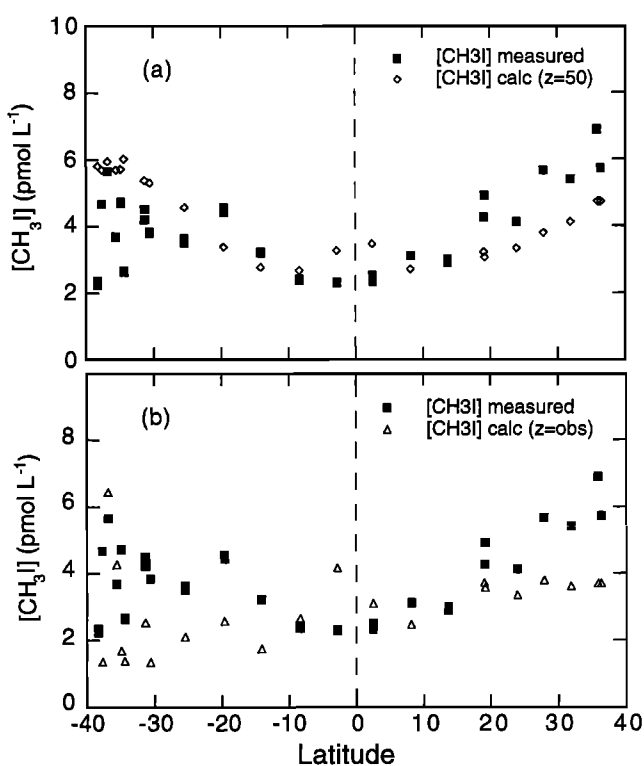 10
8
6
4
2
0
[CH₃I] (pmol L⁻¹)
(a)
[CH3I] measured
[CH3I] calc (z=50)
8
6
4
2
0
[CH₃I] (pmol L⁻¹)
(b)
[CH3I] measured
[CH3I] calc (z=obs)
-40 -30 -20 -10 0 10 20 30 40
Latitude